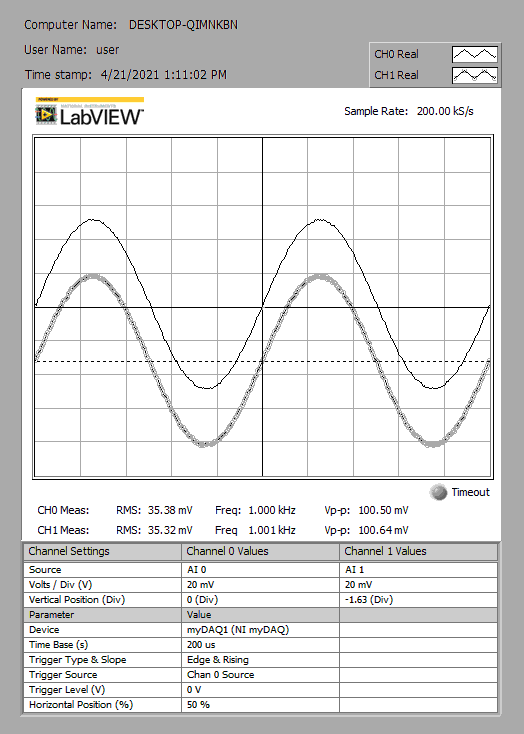 Computer Name: DESKTOP-QIMNKBN
User Name: user
Time stamp: 4/21/2021 1:11:02 PM
CH0 Real
CH1 Real
POWERED BY
NATIONAL INSTRUMENTS
LabVIEW™
Sample Rate: 200.00 kS/s
Timeout
CH0 Meas: RMS: 35.38 mV Freq: 1.000 kHz Vp-p: 100.50 mV
CH1 Meas: RMS: 35.32 mV Freq 1.001 kHz Vp-p: 100.64 mV
Channel Settings Channel 0 Values Channel 1 Values
Source AI 0 AI 1
Volts / Div (V) 20 mV 20 mV
Vertical Position (Div) 0 (Div) -1.63 (Div)
Parameter Value
Device myDAQ1 (NI myDAQ)
Time Base (s) 200 us
Trigger Type & Slope Edge & Rising
Trigger Source Chan 0 Source
Trigger Level (V) 0 V
Horizontal Position (%) 50 %